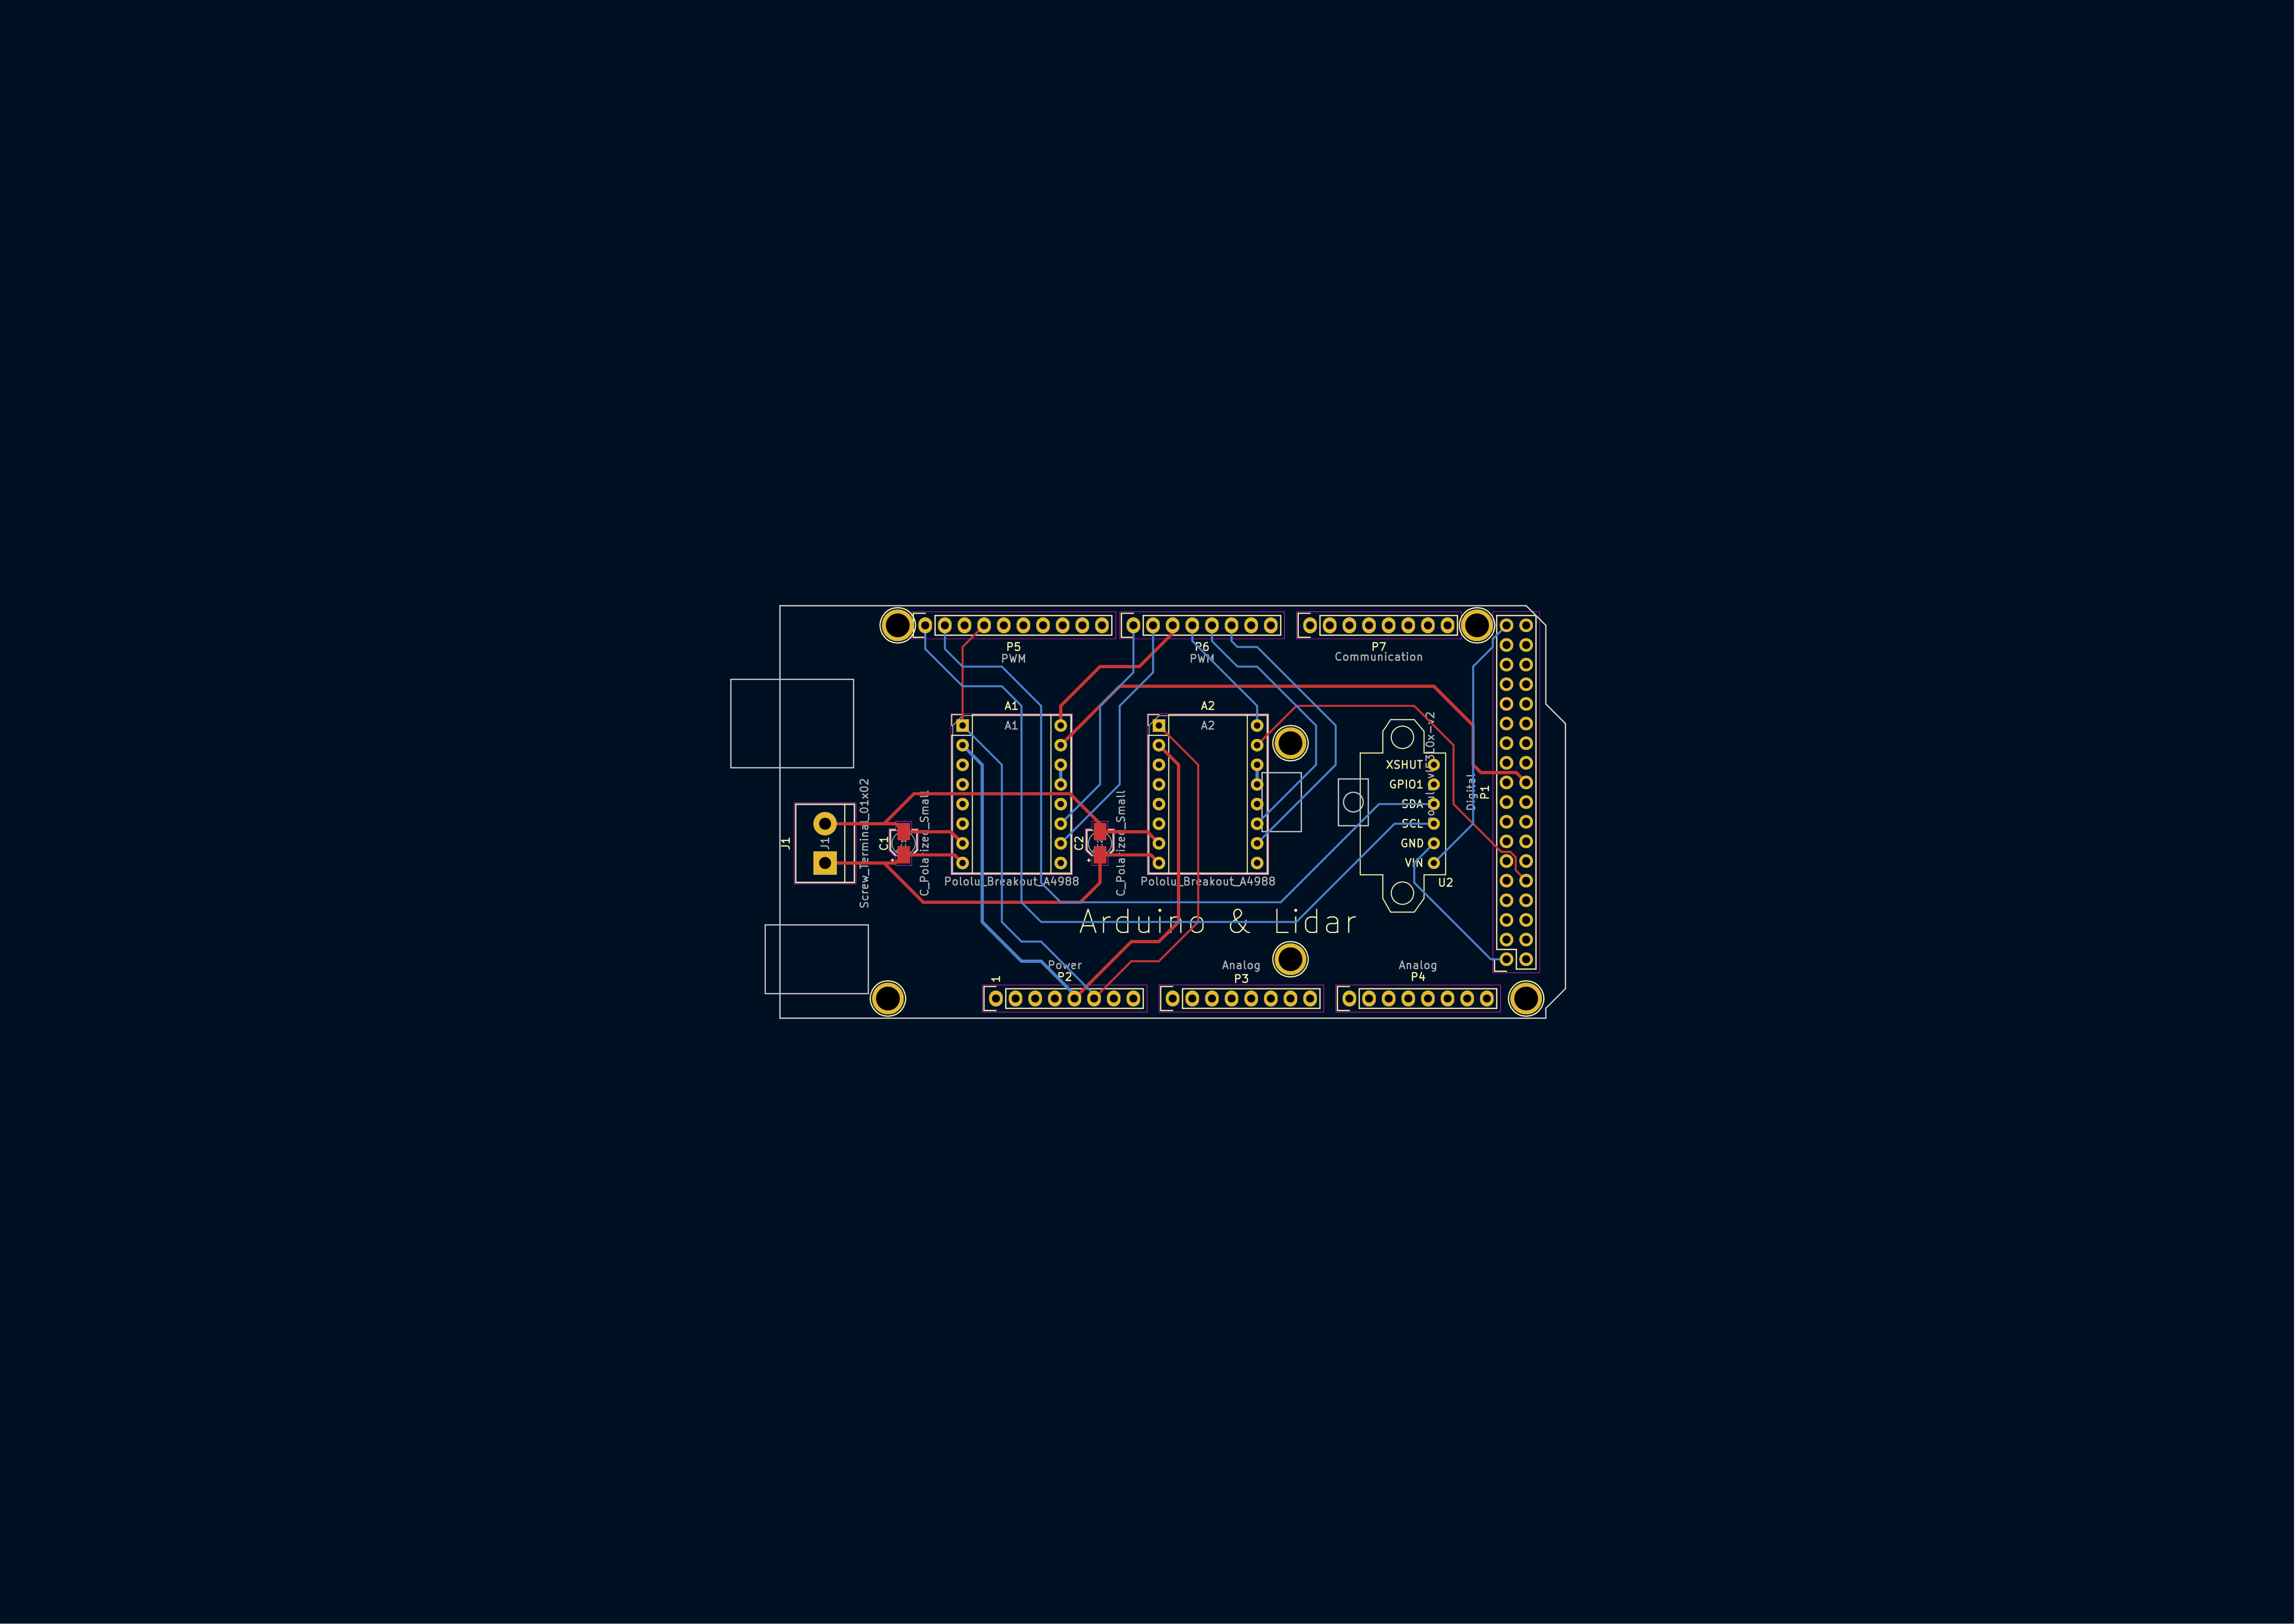 P5
PWM
P6
PWM
P7
Communication
A1
A1
A2
A2
XSHUT
GPIO1
SDA
SCL
GND
VIN
U2
Digital
P1
J1
J1
Screw_Terminal_01x02
C1
C_Polarized_Small
C2
C_Polarized_Small
Pololu_Breakout_A4988
Pololu_Breakout_A4988
Arduino & Lidar
1
Power
P2
Analog
P3
Analog
P4